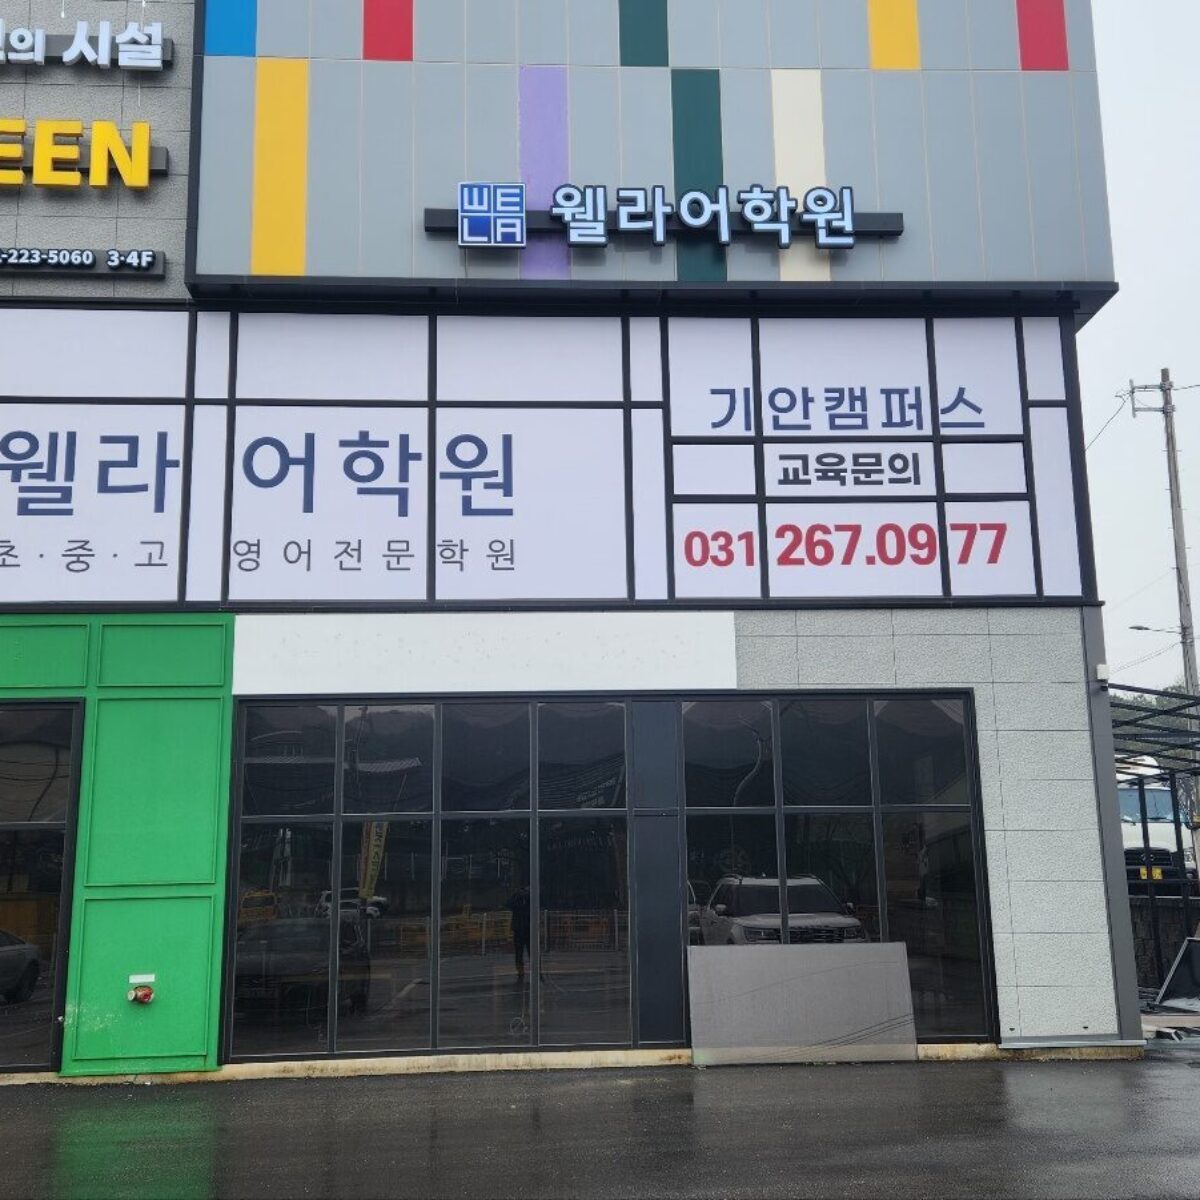 의 시설
EEN
-223-5060 3·4F
WE
LA
웰라어학원
기안캠퍼스
웰라 어학원
교육문의
초·중·고 영어전문학원
031 267.0977